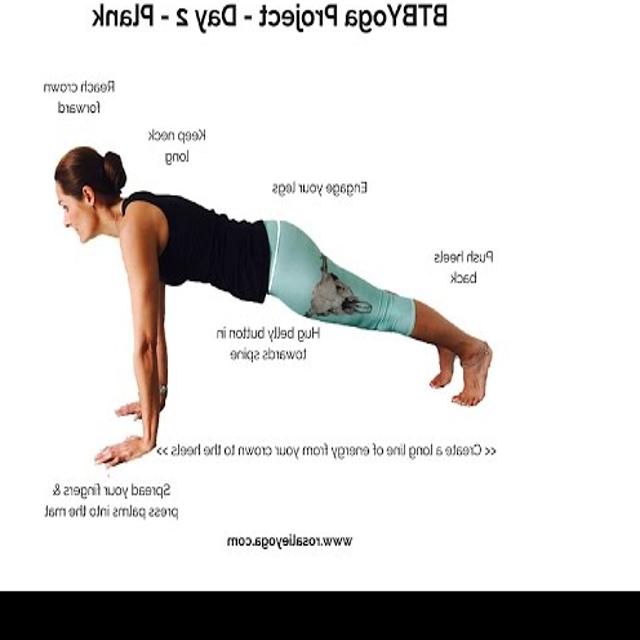 BTBYoga Project - Day 2 - Plank
Reach crown
forward
Keep neck
long
Engage your legs
Push heels
back
Hug belly button in
towards spine
<< Create a long line of energy from your crown to the heels >>
Spread your fingers &
press palms into the mat
www.rosalieyoga.com